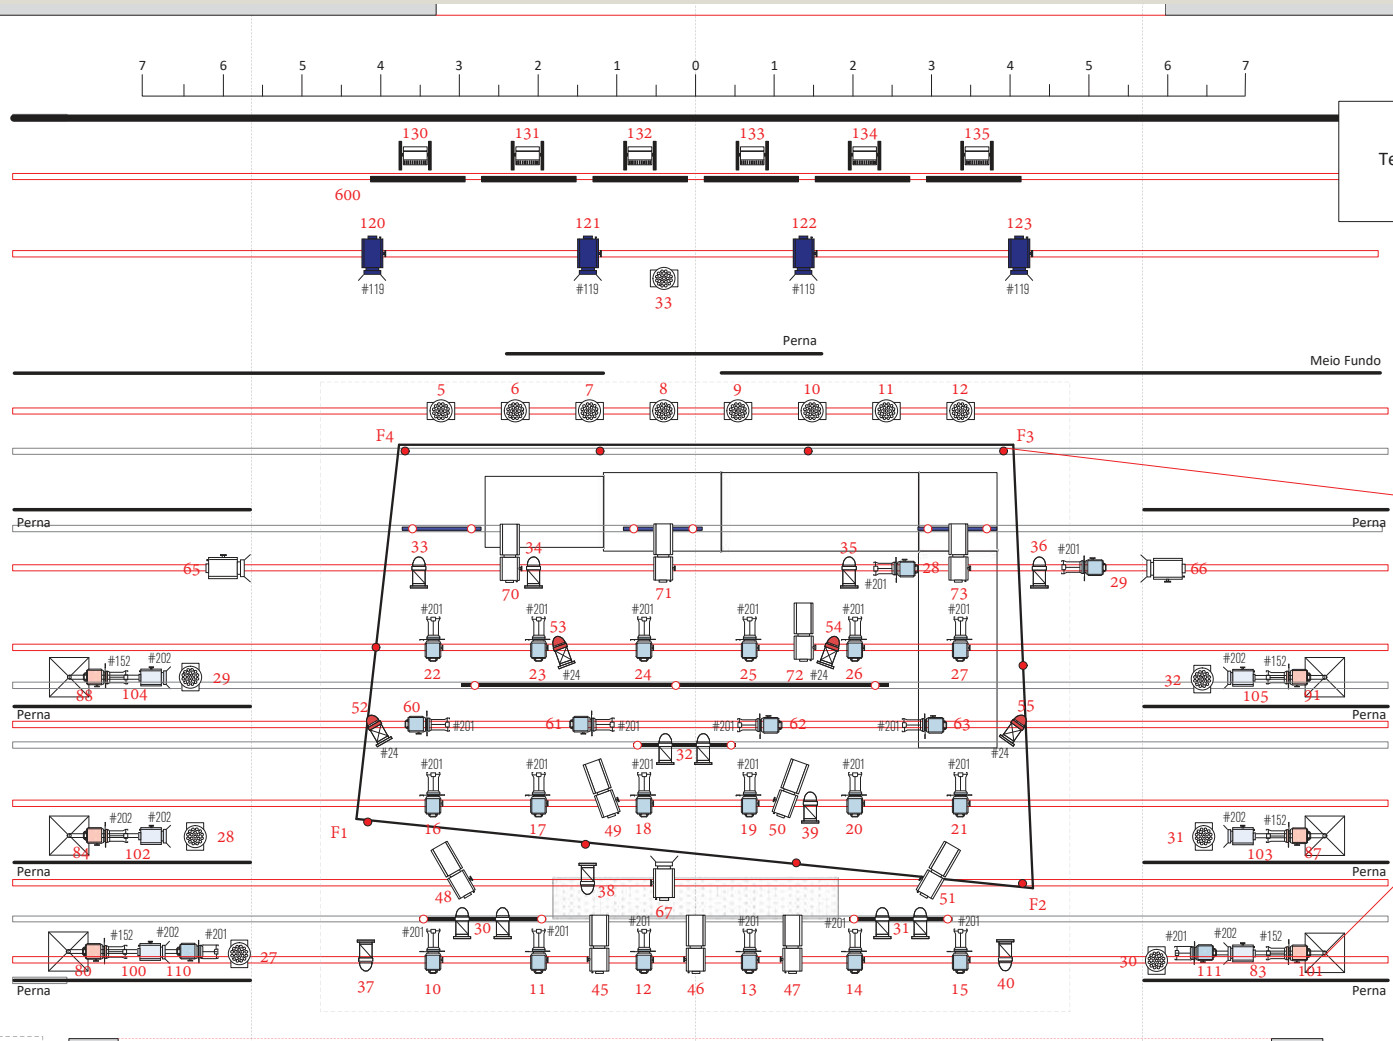 7 6 5 4 3 2 1 0 1 2 3 4 5 6 7
130 131 132 133 134 135
Te
600
120 121 122 123
#119 #119 #119 #119
33
Perna
Meio Fundo
5 6 7 8 9 10 11 12
F4 F3
Perna Perna
33 34 35 36 #201
65 28 29 66
#201
70 71 73
#201 #201 #201 #201 #201 #201
53 54
22 23 #24 24 25 72 #24 26 27
#152 #202 #202 #152
88 104 29 32 105 91
Perna Perna
52 60 #201 61 #201 #201 62 #201 63 55
#24 32 #24
#201 #201 #201 #201 #201 #201
16 17 49 18 19 50 39 20 21
F1
#202 #202 #202 #152
84 102 28 31 103 87
Perna Perna
48 38 67 51 F2
30 31
#201 #201 #201 #201 #201 #201
#152 #202 #201 #201 #202 #152
80 100 110 27 30 111 83 101
37 10 11 45 12 46 13 47 14 15 40
Perna Perna